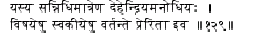 यस्य सन्निधिमात्रेण देहेन्द्रियमनोधियः ।
विषयेषु स्वकीयेषु वर्तन्ते प्रेरिता इव ॥१२९॥